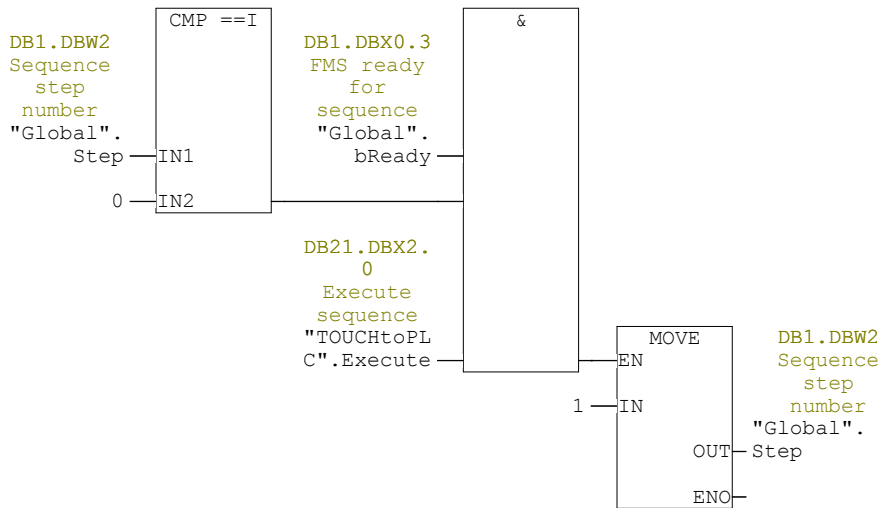 CMP ==I
DB1.DBW2
Sequence
step
number
"Global".
Step
IN1
0
IN2
DB1.DBX0.3
FMS ready
for
sequence
"Global".
bReady
&
DB21.DBX2.
0
Execute
sequence
"TOUCHtoPL
C".Execute
MOVE
EN
1
IN
OUT
ENO
DB1.DBW2
Sequence
step
number
"Global".
Step